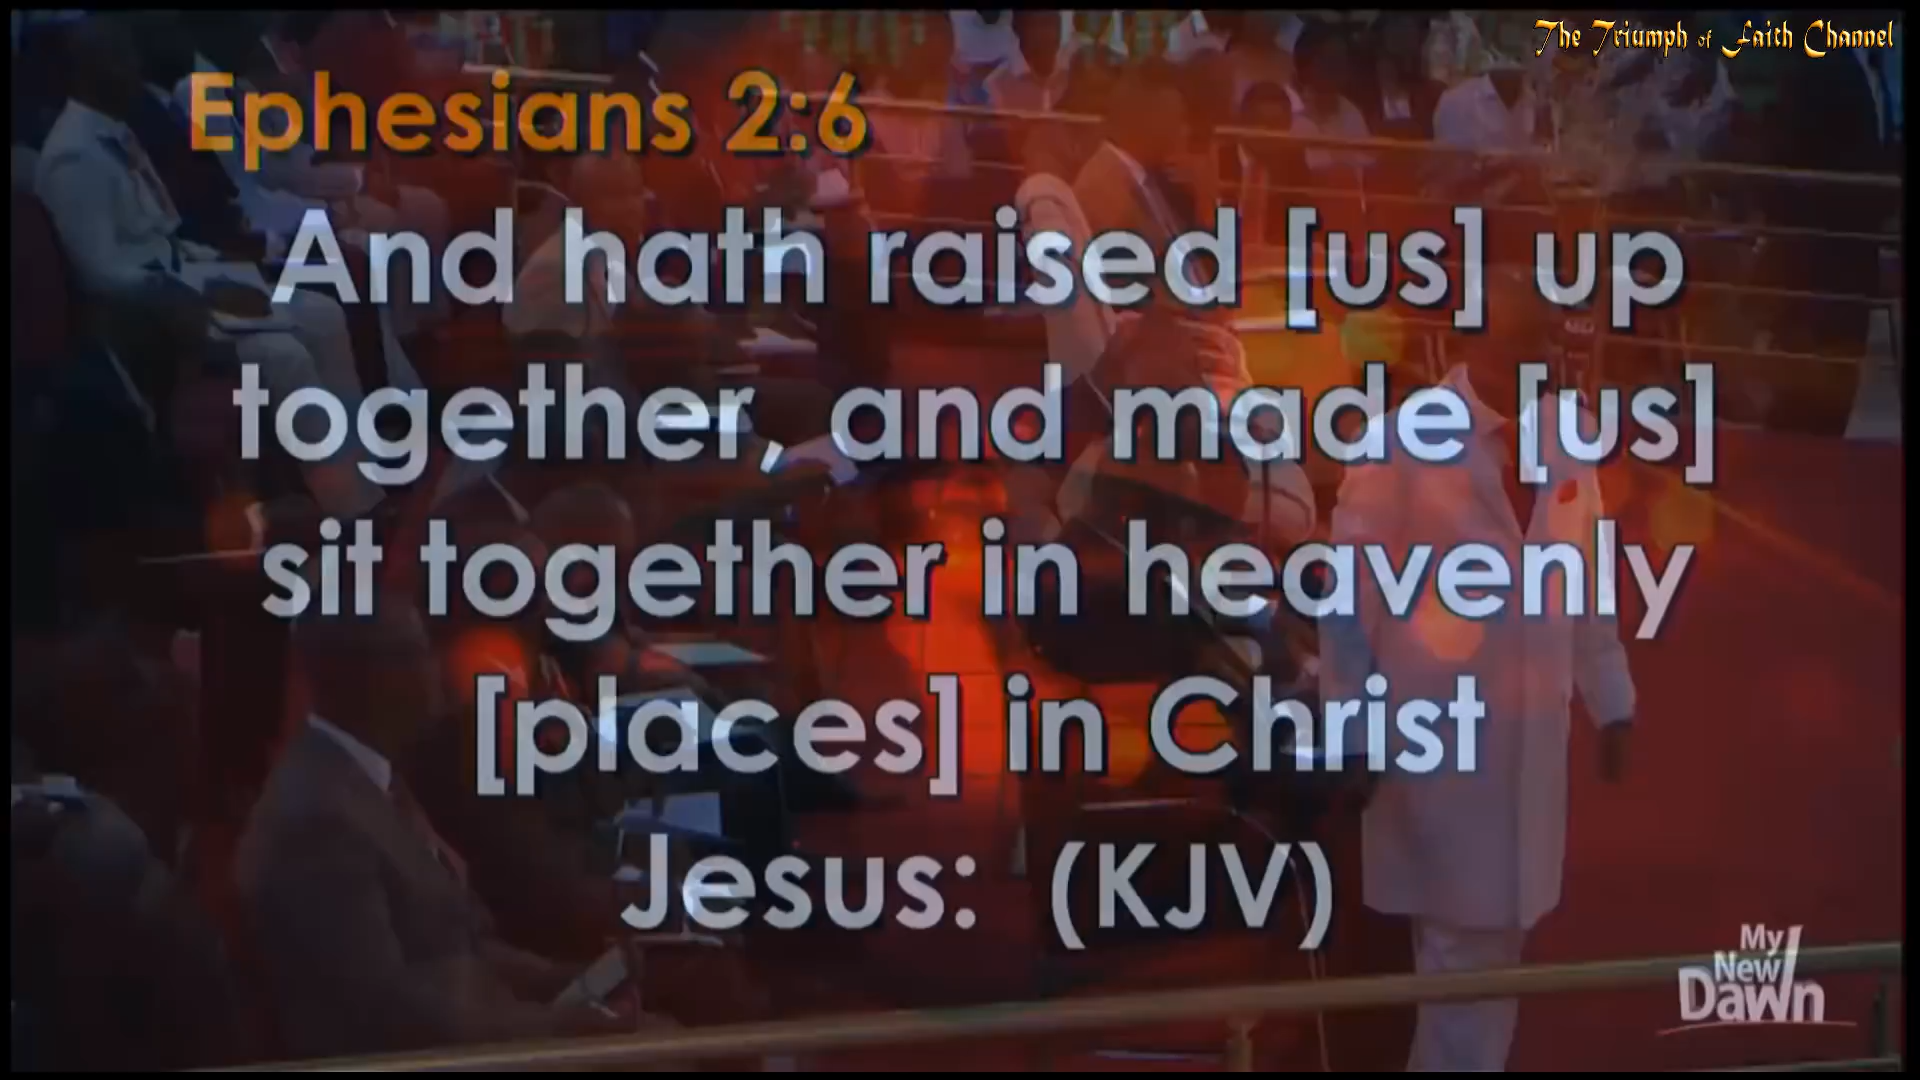 The Triumph of Faith Channel
Ephesians 2:6
And hath raised [us] up
together, and made [us]
sit together in heavenly
[places] in Christ
Jesus: (KJV)
My
New
Dawn